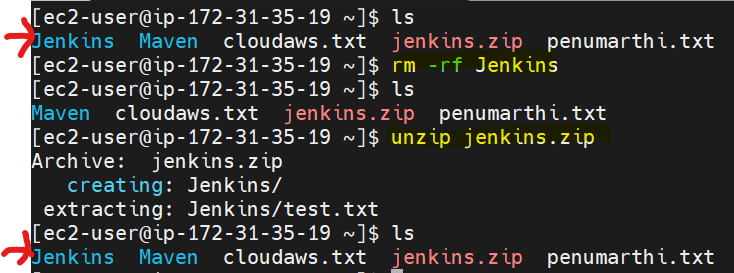 [ec2-user@ip-172-31-35-19 ~]$ ls
Jenkins  Maven  cloudaws.txt  jenkins.zip  penumarthi.txt
[ec2-user@ip-172-31-35-19 ~]$ rm -rf Jenkins
[ec2-user@ip-172-31-35-19 ~]$ ls
Maven  cloudaws.txt  jenkins.zip  penumarthi.txt
[ec2-user@ip-172-31-35-19 ~]$ unzip jenkins.zip
Archive:  jenkins.zip
   creating: Jenkins/
 extracting: Jenkins/test.txt
[ec2-user@ip-172-31-35-19 ~]$ ls
Jenkins  Maven  cloudaws.txt  jenkins.zip  penumarthi.txt